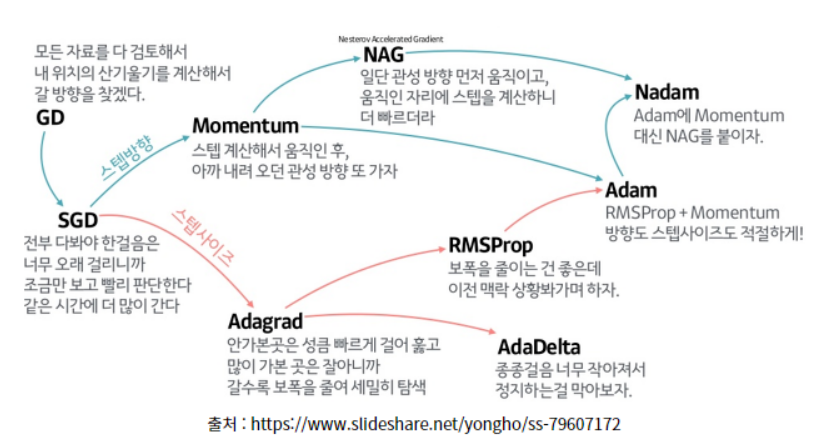 모든 자료를 다 검토해서
내 위치의 산기울기를 계산해서
갈 방향을 찾겠다.
GD
스텝방향
Nesterov Accelerated Gradient
NAG
일단 관성 방향 먼저 움직이고,
움직인 자리에 스텝을 계산하니
더 빠르더라
Nadam
Adam에 Momentum
대신 NAG를 붙이자.
Momentum
스텝 계산해서 움직인 후,
아까 내려 오던 관성 방향 또 가자
Adam
RMSProp + Momentum
방향도 스텝사이즈도 적절하게!
SGD
전부 다봐야 한걸음은
너무 오래 걸리니까
조금만 보고 빨리 판단한다
같은 시간에 더 많이 간다
스텝사이즈
RMSProp
보폭을 줄이는 건 좋은데
이전 맥락 상황봐가며 하자.
Adagrad
안가본곳은 성큼 빠르게 걸어 훓고
많이 가본 곳은 잘아니까
갈수록 보폭을 줄여 세밀히 탐색
AdaDelta
종종걸음 너무 작아져서
정지하는걸 막아보자.
출처 : https://www.slideshare.net/yongho/ss-79607172